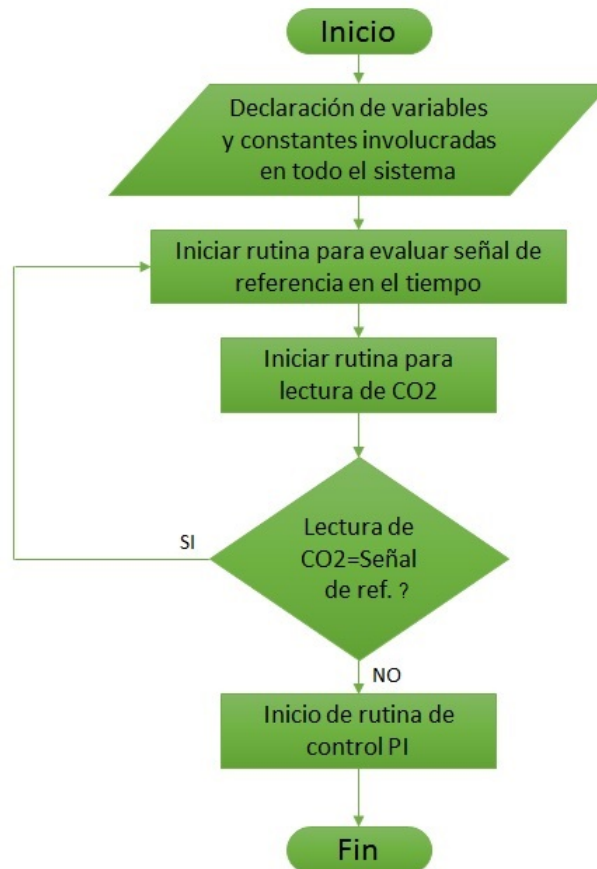 Inicio
Declaración de variables
y constantes involucradas
en todo el sistema
Iniciar rutina para evaluar señal de
referencia en el tiempo
Iniciar rutina para
lectura de CO2
Lectura de
CO2=Señal
de ref. ?
SI
NO
Inicio de rutina de
control PI
Fin